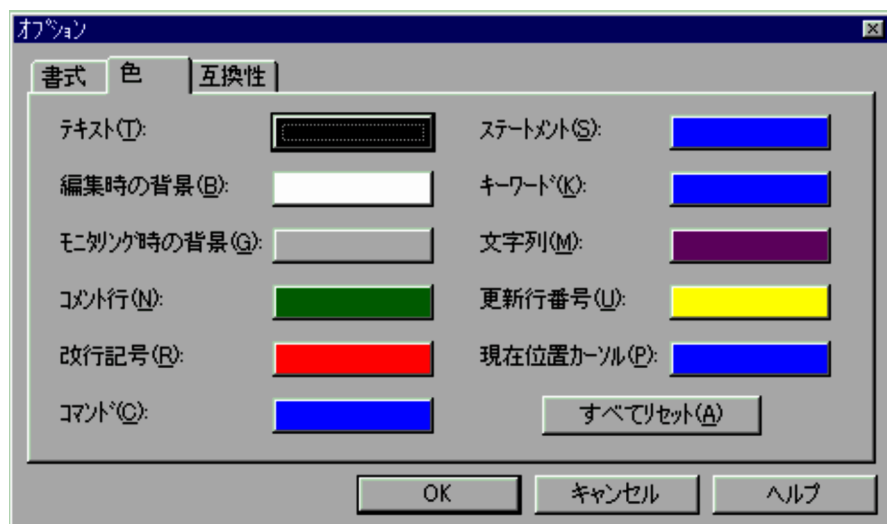 オプション
書式 色 互換性
テキスト(T): ステートメント(S):
編集時の背景(B): キーワード(K):
モニタリング時の背景(G): 文字列(M):
コメント行(N): 更新行番号(U):
改行記号(R): 現在位置カーソル(P):
コマンド(C): すべてリセット(A)
OK キャンセル ヘルプ